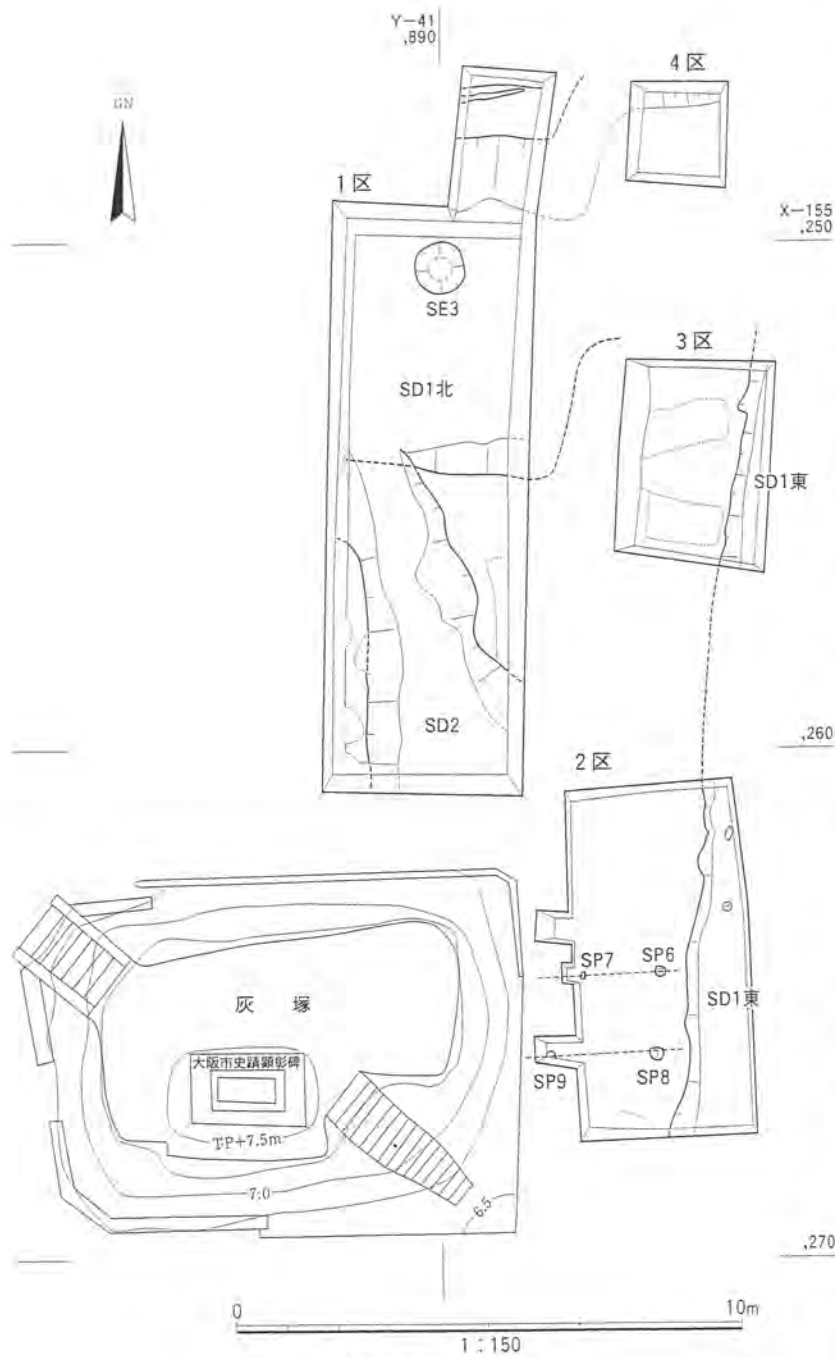 Y-41
,890
4区
GN
1区
X-155
,250
SE3
3区
SD1北
SD1東
SD2
,260
2区
SP7
SP6
灰塚
SD1東
大阪市史蹟顕彰碑
SP9
SP8
T.P+7.5m
7.0
6.5
,270
0
10m
1:150